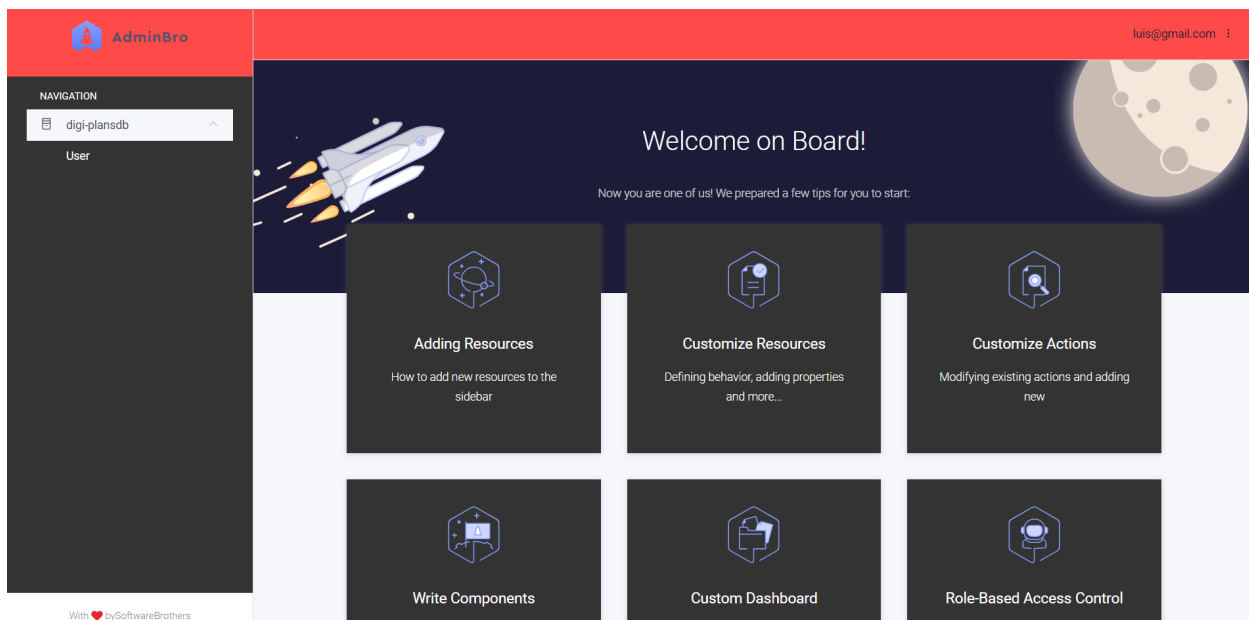 AdminBro
luis@gmail.com
NAVIGATION
digi-plansdb
User
Welcome on Board!
Now you are one of us! We prepared a few tips for you to start:
Adding Resources
How to add new resources to the
sidebar
Customize Resources
Defining behavior, adding properties
and more...
Customize Actions
Modifying existing actions and adding
new
Write Components
Custom Dashboard
Role-Based Access Control
With ❤ bySoftwareBrothers